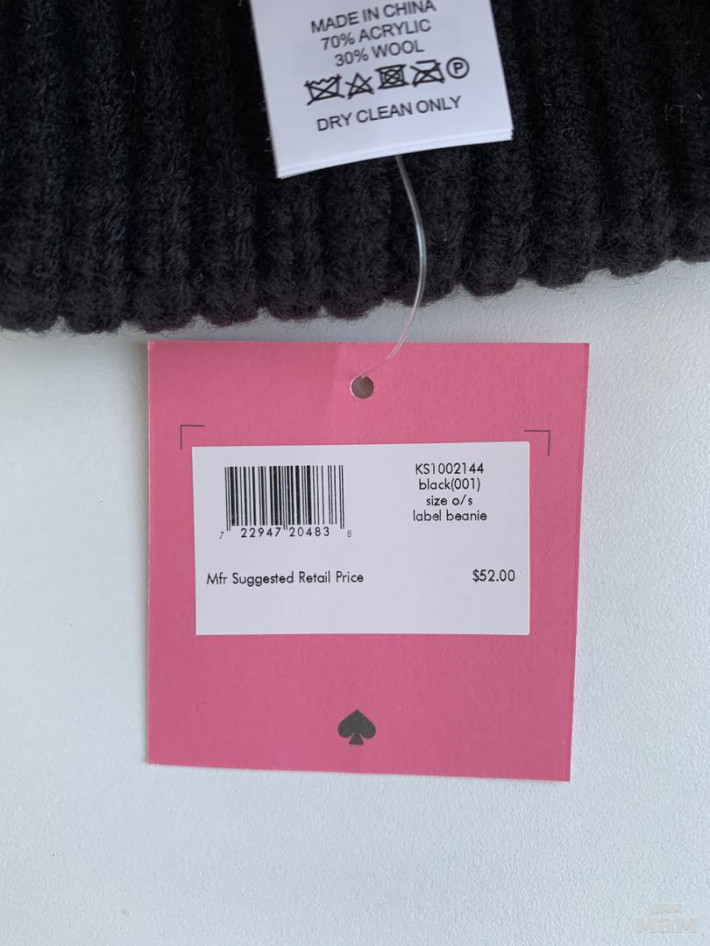 MADE IN CHINA
70% ACRYLIC
30% WOOL
P
DRY CLEAN ONLY
KS1002144
black(001)
size o/s
label beanie
7 22947 20483 8
Mfr Suggested Retail Price $52.00